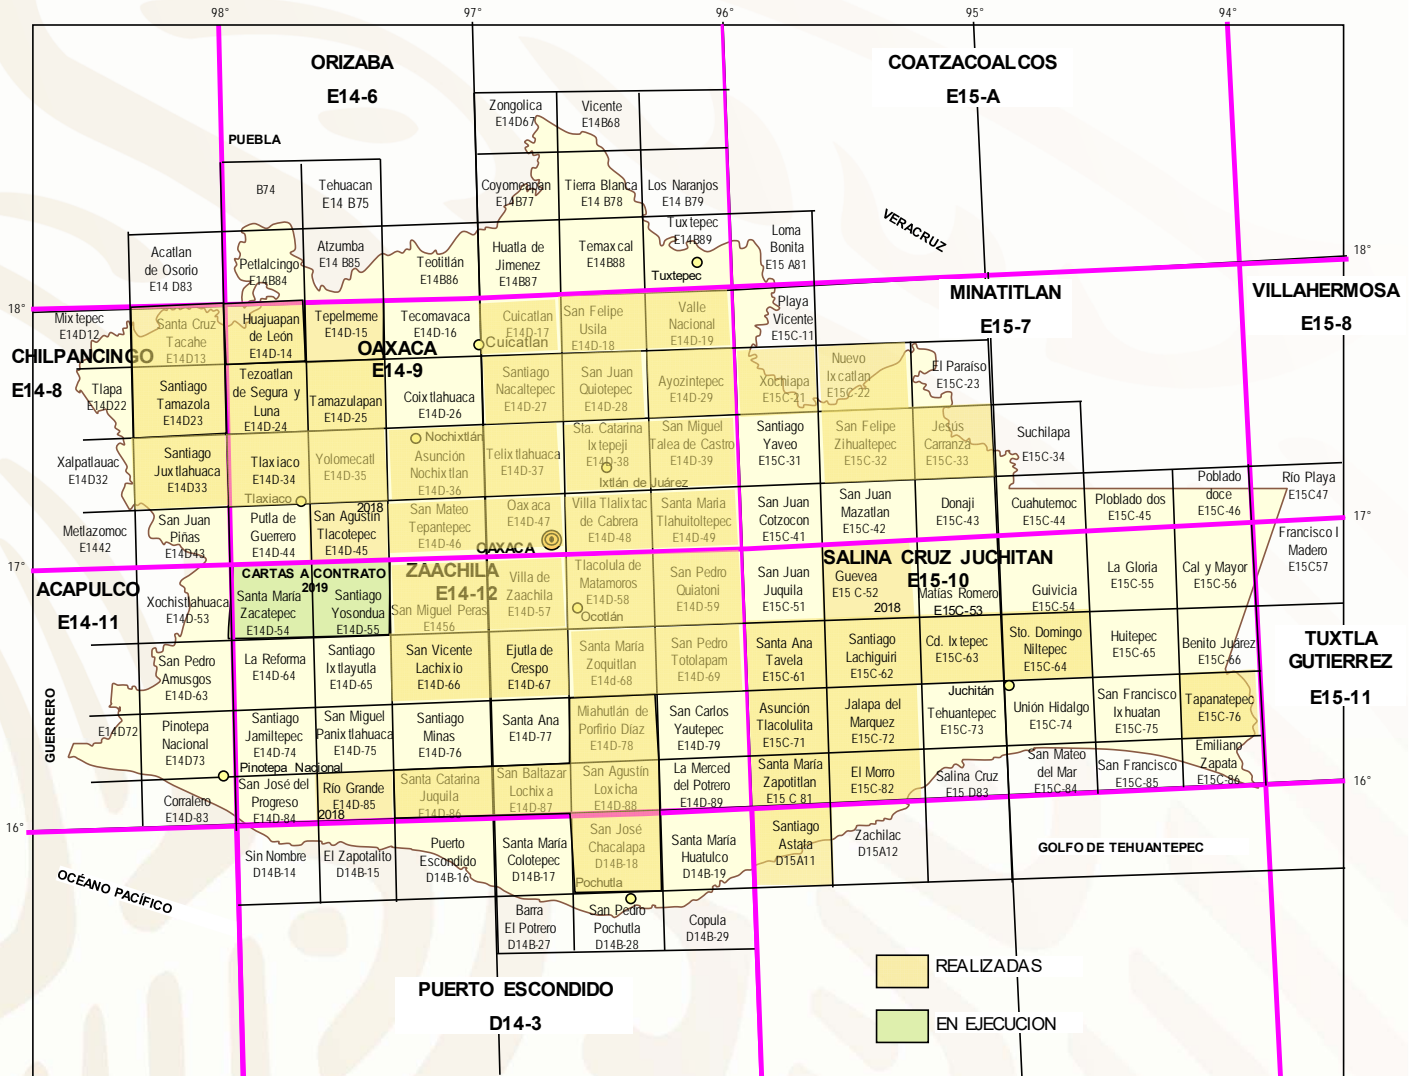 98°
97°
96°
95°
94°
ORIZABA
E14-6
COATZACOALCOS
E15-A
PUEBLA
Zongolica
E14D67
Vicente
E14B68
B74
Tehuacan
E14 B75
Coyomeapan
E14B77
Tierra Blanca
E14 B78
Los Naranjos
E14 B79
VERACRUZ
Acatlan
de Osorio
E14 D83
Petlalcingo
E14B84
Atzumba
E14 B85
Teotitlán
E14B86
Huatla de
Jimenez
E14B87
Temaxcal
E14B88
Tuxtepec
E14B89
Tuxtepec
Loma
Bonita
E15 A81
18°
18°
MINATITLAN
E15-7
VILLAHERMOSA
E15-8
Mixtepec
E14D12
Santa Cruz
Tacahe
E14D13
Huajuapan
de León
E14D-14
Tepelmeme
E14D-15
Tecomavaca
E14D-16
Cuicatlan
E14D-17
Cuicatlan
San Felipe
Usila
E14D-18
Valle
Nacional
E14D-19
Playa
Vicente
E15C-11
CHILPANCINGO
E14-8
OAXACA
E14-9
Tlapa
E14D22
Santiago
Tamazola
E14D23
Tezoatlan
de Segura y
Luna
E14D-24
Tamazulapan
E14D-25
Coixtlahuaca
E14D-26
Santiago
Nacaltepec
E14D-27
San Juan
Quiotepec
E14D-28
Ayozintepec
E14D-29
Xochiapa
E15C-21
Nuevo
Ixcatlan
E15C-22
El Paraíso
E15C-23
Xalpatlauac
E14D32
Santiago
Juxtlahuaca
E14D33
Tlaxiaco
E14D-34
Tlaxiaco
Yolomecatl
E14D-35
Nochixtlán
Asunción
Nochixtlan
E14D-36
Telixtlahuaca
E14D-37
Sta. Catarina
Ixtepeji
E14D-38
Ixtlán de Juárez
San Miguel
Talea de Castro
E14D-39
Santiago
Yaveo
E15C-31
San Felipe
Zihualtepec
E15C-32
Jesús
Carranza
E15C-33
Suchilapa
E15C-34
Metlazomoc
E1442
San Juan
Piñas
E14D43
Putla de
Guerrero
E14D-44
2018
San Agustin
Tlacotepec
E14D-45
San Mateo
Tepantepec
E14D-46
Oaxaca
E14D-47
OAXACA
Villa Tlalixtac
de Cabrera
E14D-48
Santa Maria
Tlahuitoltepec
E14D-49
San Juan
Cotzocon
E15C-41
San Juan
Mazatlan
E15C-42
Donaji
E15C-43
Cuahutemoc
E15C-44
Ploblado dos
E15C-45
Poblado
doce
E15C-46
Río Playa
E15C47
17°
17°
ACAPULCO
E14-11
ZAACHILA
E14-12
SALINA CRUZ JUCHITAN
E15-10
Xochistlahuaca
E14D-53
CARTAS A CONTRATO
2019
Santa María
Zacatepec
E14D-54
Santiago
Yosondua
E14D-55
San Miguel Peras
E1456
Villa de
Zaachila
E14D-57
Tlacolula de
Matamoros
E14D-58
Ocotlán
San Pedro
Quiatoni
E14D-59
San Juan
Juquila
E15C-51
Guevea
E15 C-52
2018
Matías Romero
E15C-53
Guivicia
E15C-54
La Gloria
E15C-55
Cal y Mayor
E15C-56
Francisco I
Madero
E15C57
San Pedro
Amusgos
E14D-63
La Reforma
E14D-64
Santiago
Ixtlayutla
E14D-65
San Vicente
Lachixio
E14D-66
Ejutla de
Crespo
E14D-67
Santa María
Zoquitlan
E14d-68
San Pedro
Totolapam
E14D-69
Santa Ana
Tavela
E15C-61
Santiago
Lachiguiri
E15C-62
Cd. Ixtepec
E15C-63
Sto. Domingo
Niltepec
E15C-64
Huitepec
E15C-65
Benito Juárez
E15C-66
TUXTLA
GUTIERREZ
E15-11
GUERRERO
E14D72
Pinotepa
Nacional
E14D73
Pinotepa Nacional
Santiago
Jamiltepec
E14D-74
San Miguel
Panixtlahuaca
E14D-75
Santiago
Minas
E14D-76
Santa Ana
E14D-77
Miahutlán de
Porfirio Díaz
E14D-78
San Carlos
Yautepec
E14D-79
Asunción
Tlacolulita
E15C-71
Jalapa del
Marquez
E15C-72
Juchitán
Tehuantepec
E15C-73
Unión Hidalgo
E15C-74
San Francisco
Ixhuatan
E15C-75
Tapanatepec
E15C-76
16°
16°
Corralero
E14D-83
San José del
Progreso
E14D-84
Río Grande
E14D-85
2018
Santa Catarina
Juquila
E14D-86
San Baltazar
Lochixa
E14D-87
San Agustín
Loxicha
E14D-88
La Merced
del Potrero
E14D-89
Santa María
Zapotitlan
E15 C 81
El Morro
E15C-82
Salina Cruz
E15 D83
San Mateo
del Mar
E15C-84
San Francisco
E15C-85
Emiliano
Zapata
E15C-86
Sin Nombre
D14B-14
El Zapotalito
D14B-15
Puerto
Escondido
D14B-16
Santa María
Colotepec
D14B-17
San José
Chacalapa
D14B-18
Pochutla
Santa María
Huatulco
D14B-19
Santiago
Astata
D15A11
Zachilac
D15A12
GOLFO DE TEHUANTEPEC
OCÉANO PACÍFICO
Barra
El Potrero
D14B-27
San Pedro
Pochutla
D14B-28
Copula
D14B-29
PUERTO ESCONDIDO
D14-3
REALIZADAS
EN EJECUCION